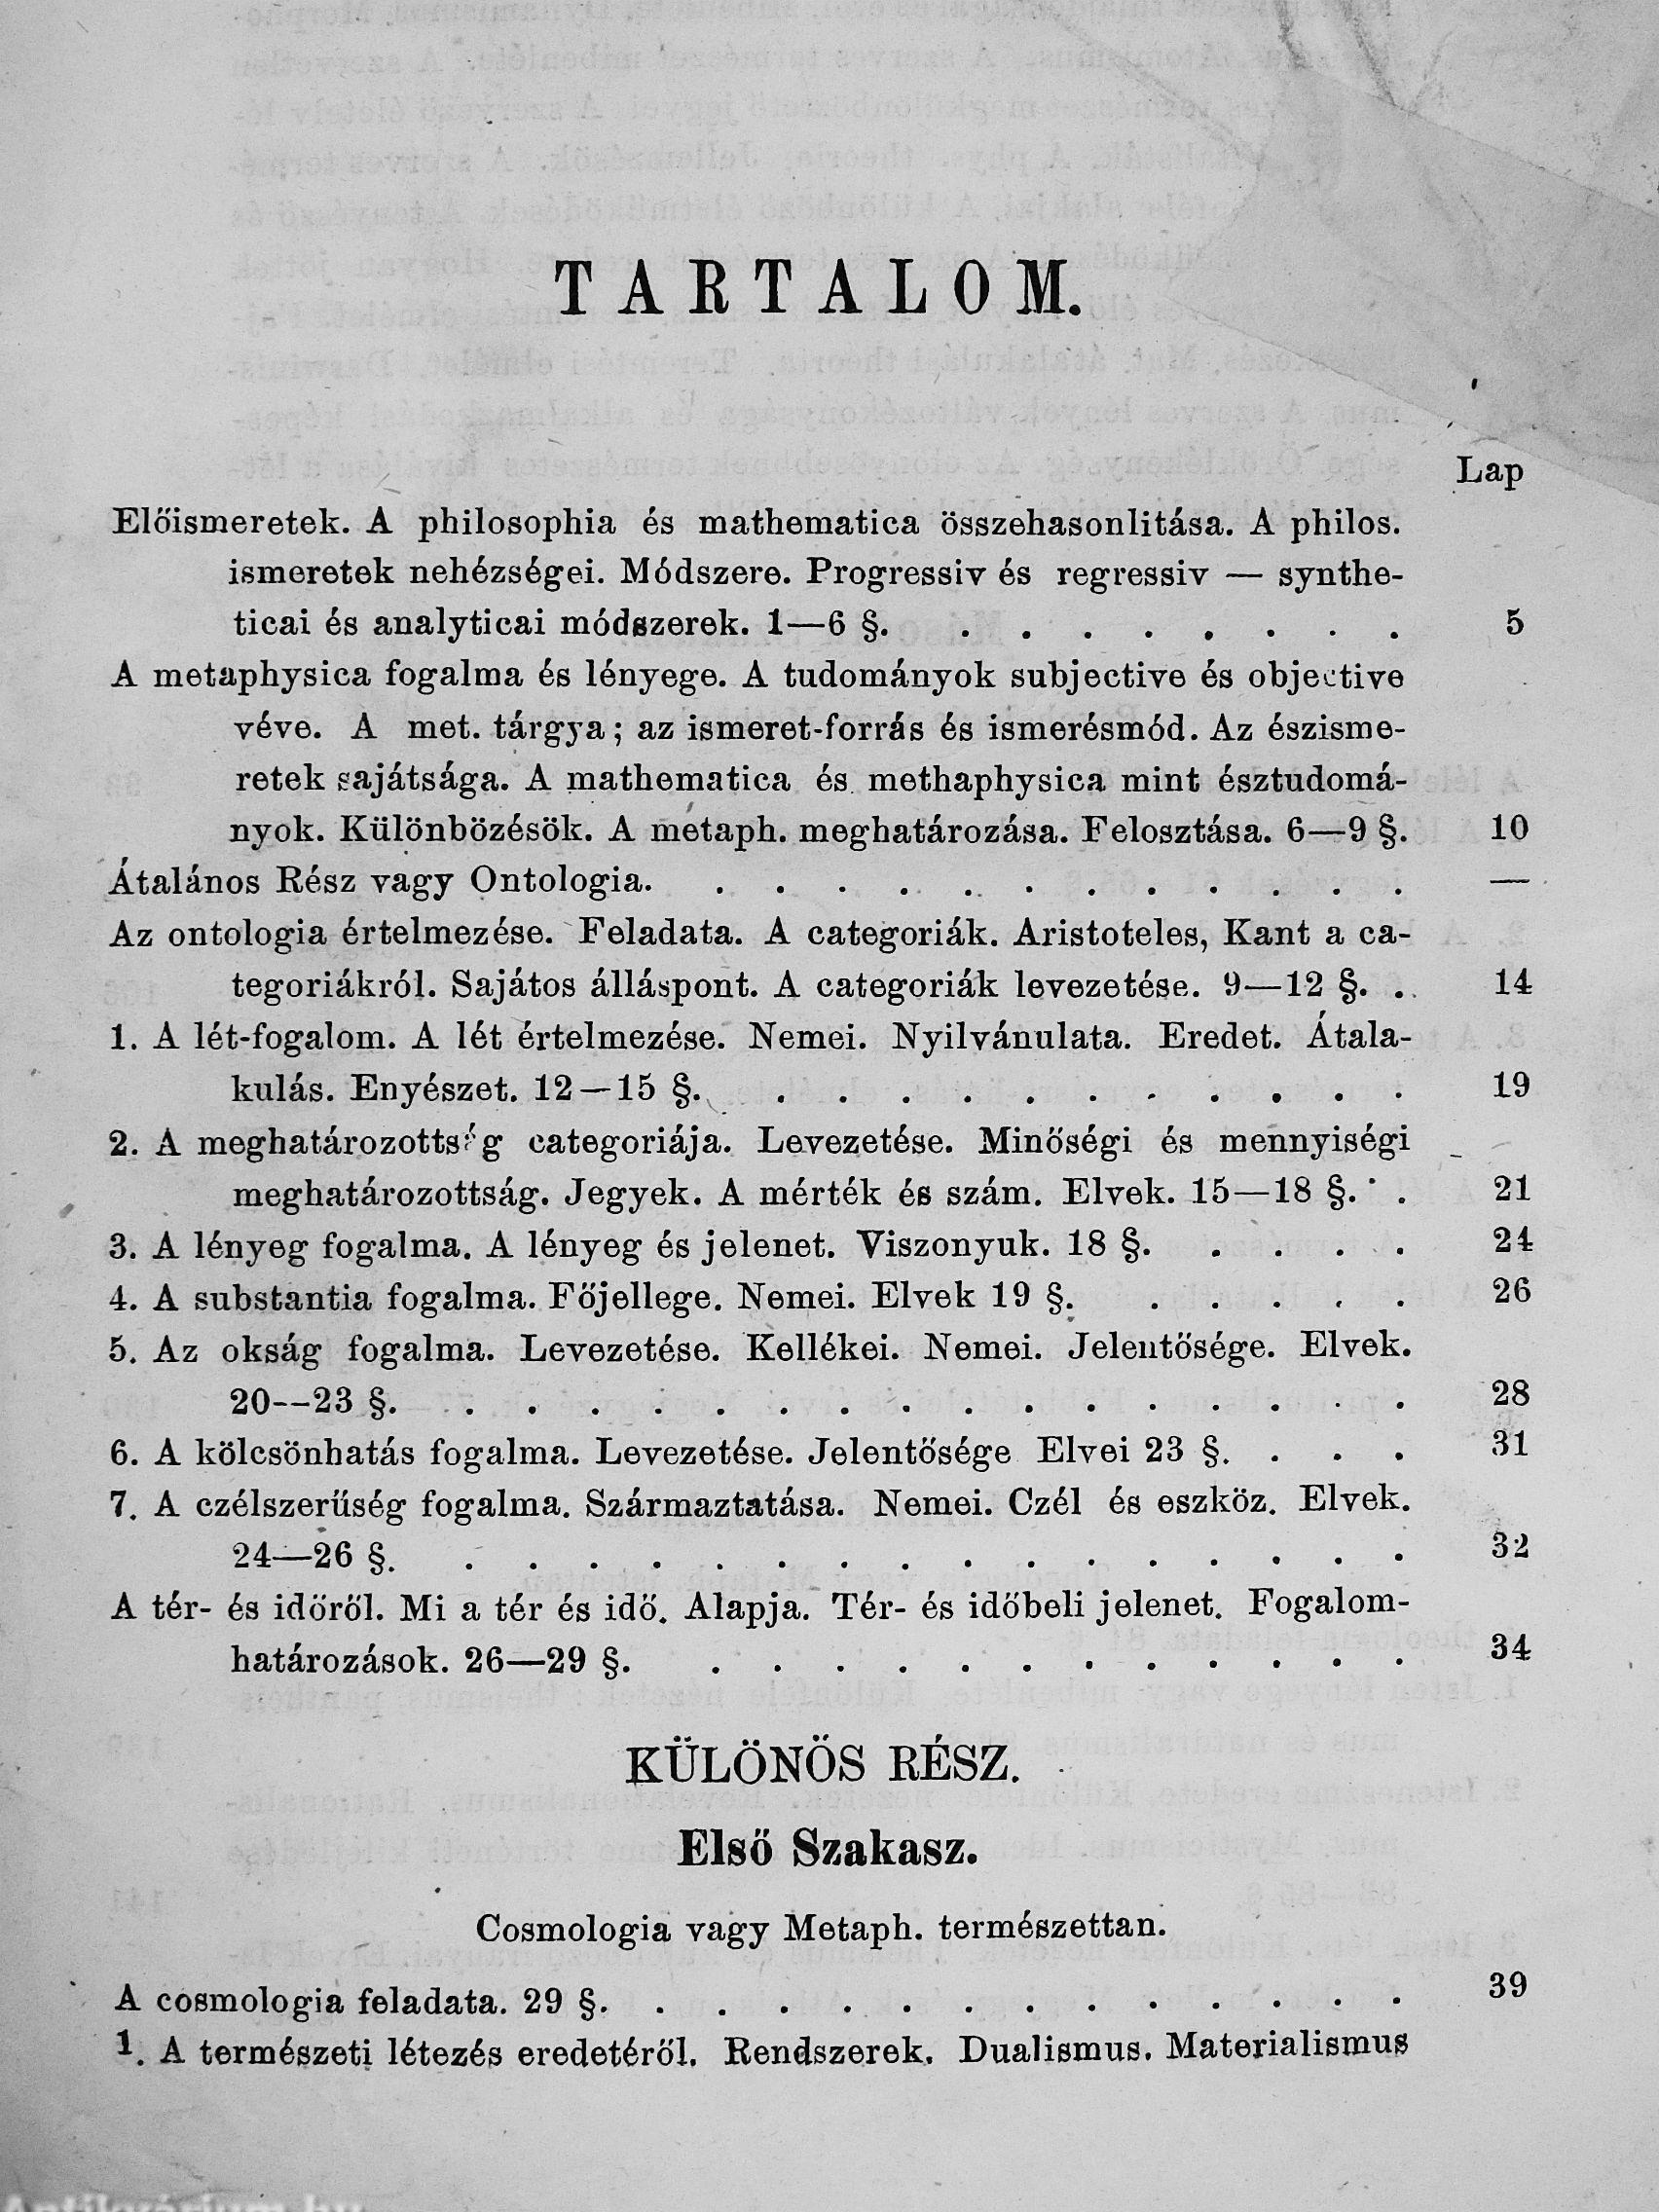 TARTALOM.
Lap
Előismeretek. A philosophia és mathematica összehasonlitása. A philos.
ismeretek nehézségei. Módszere. Progressiv és regressiv — synthe-
ticai és analyticai módszerek. 1—6 §. . . . . . . . . 5
A metaphysica fogalma és lényege. A tudományok subjective és objective
véve. A met. tárgya; az ismeret-forrás és ismerésmód. Az észisme-
retek sajátsága. A mathematica és methaphysica mint észtudomá-
nyok. Különbözésök. A metaph. meghatározása. Felosztása. 6—9 §. 10
Átalános Rész vagy Ontologia. . . . . . . . . . . . . —
Az ontologia értelmezése. Feladata. A categoriák. Aristoteles, Kant a ca-
tegoriákról. Sajátos álláspont. A categoriák levezetése. 9—12 §. . 14
1. A lét-fogalom. A lét értelmezése. Nemei. Nyilvánulata. Eredet. Átala-
kulás. Enyészet. 12—15 §. . . . . . . . . . . . 19
2. A meghatározottság categoriája. Levezetése. Minőségi és mennyiségi
meghatározottság. Jegyek. A mérték és szám. Elvek. 15—18 §. . 21
3. A lényeg fogalma. A lényeg és jelenet. Viszonyuk. 18 §. . . . . 24
4. A substantia fogalma. Főjellege. Nemei. Elvek 19 §. . . . . . 26
5. Az okság fogalma. Levezetése. Kellékei. Nemei. Jelentősége. Elvek.
20--23 §. . . . . . . . . . . . . . . . . 28
6. A kölcsönhatás fogalma. Levezetése. Jelentősége Elvei 23 §. . . . 31
7. A czélszerűség fogalma. Származtatása. Nemei. Czél és eszköz. Elvek.
24—26 §. . . . . . . . . . . . . . . . . 32
A tér- és időről. Mi a tér és idő. Alapja. Tér- és időbeli jelenet. Fogalom-
határozások. 26—29 §. . . . . . . . . . . . . 34
KÜLÖNÖS RÉSZ.
Első Szakasz.
Cosmologia vagy Metaph. természettan.
A cosmologia feladata. 29 §. . . . . . . . . . . . . . 39
1. A természeti létezés eredetéről. Rendszerek. Dualismus. Materialismus